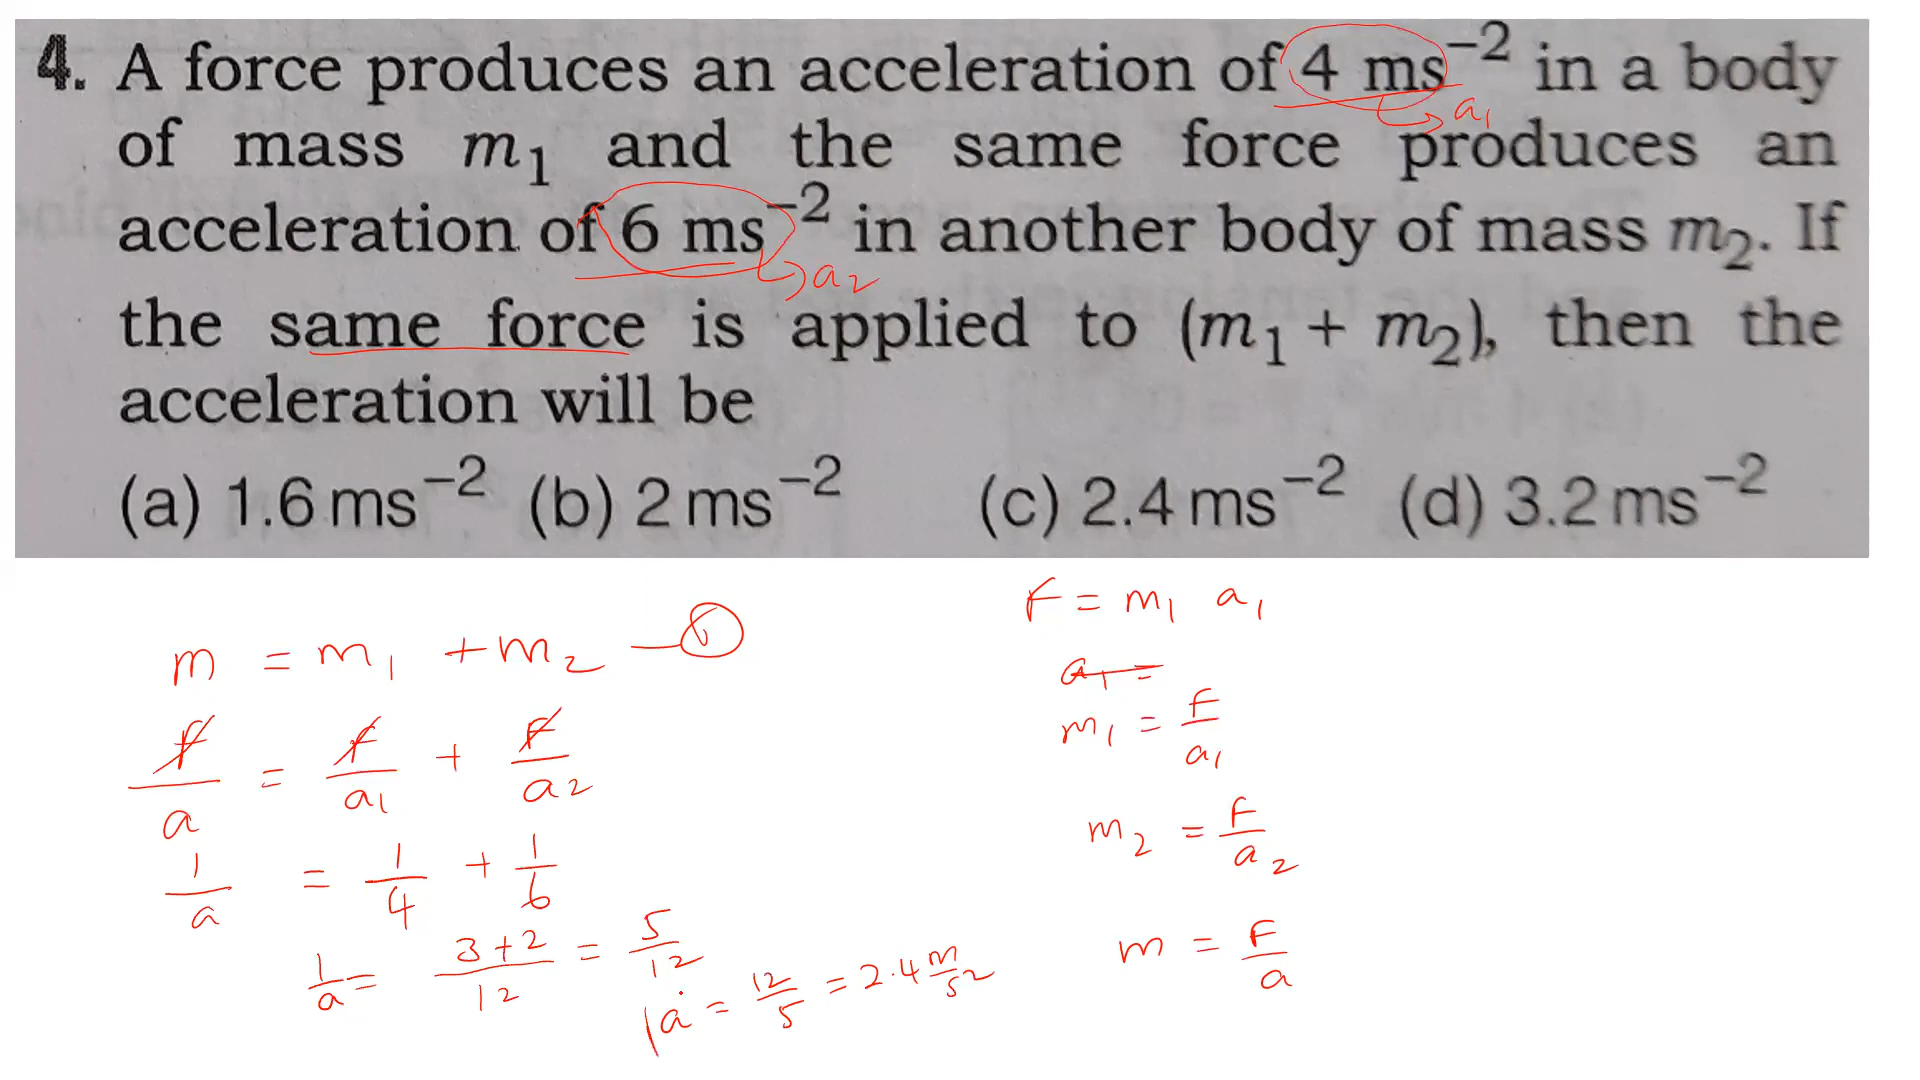 4. A force produces an acceleration of 4 ms⁻² in a body
a₁
of mass m₁ and the same force produces an
acceleration of 6 ms⁻² in another body of mass m₂. If
a₂
the same force is applied to (m₁ + m₂), then the
acceleration will be
(a) 1.6 ms⁻² (b) 2 ms⁻² (c) 2.4 ms⁻² (d) 3.2 ms⁻²
m = m₁ + m₂ — ①
F/a = F/a₁ + F/a₂
1/a = 1/4 + 1/6
1/a = (3+2)/12 = 5/12
a = 12/5 = 2.4 m/s²
F = m₁ a₁
a₁ =
m₁ = F/a₁
m₂ = F/a₂
m = F/a